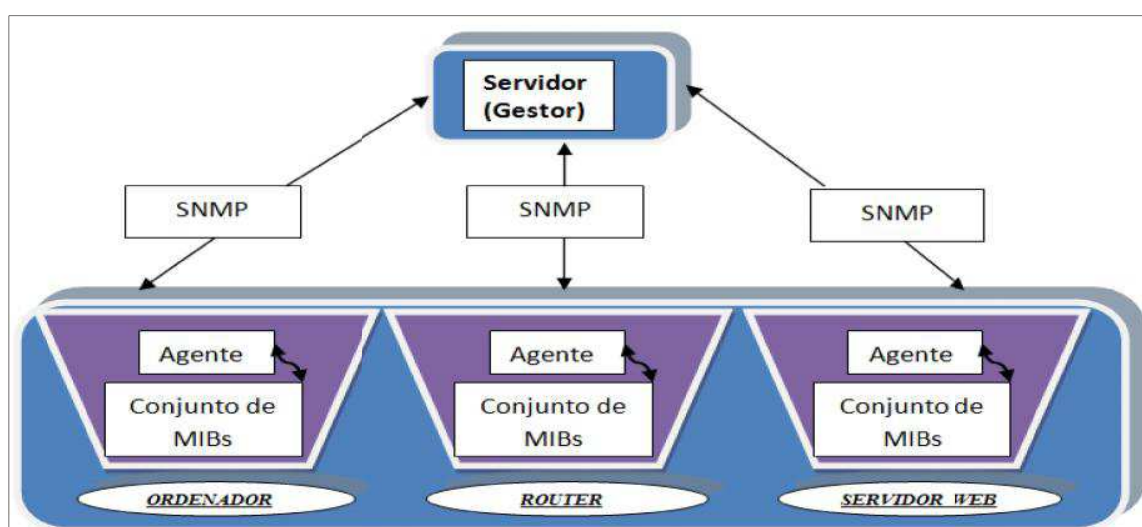 Servidor
(Gestor)
SNMP
SNMP
SNMP
Agente
Agente
Agente
Conjunto de
MIBs
Conjunto de
MIBs
Conjunto de
MIBs
ORDENADOR
ROUTER
SERVIDOR WEB